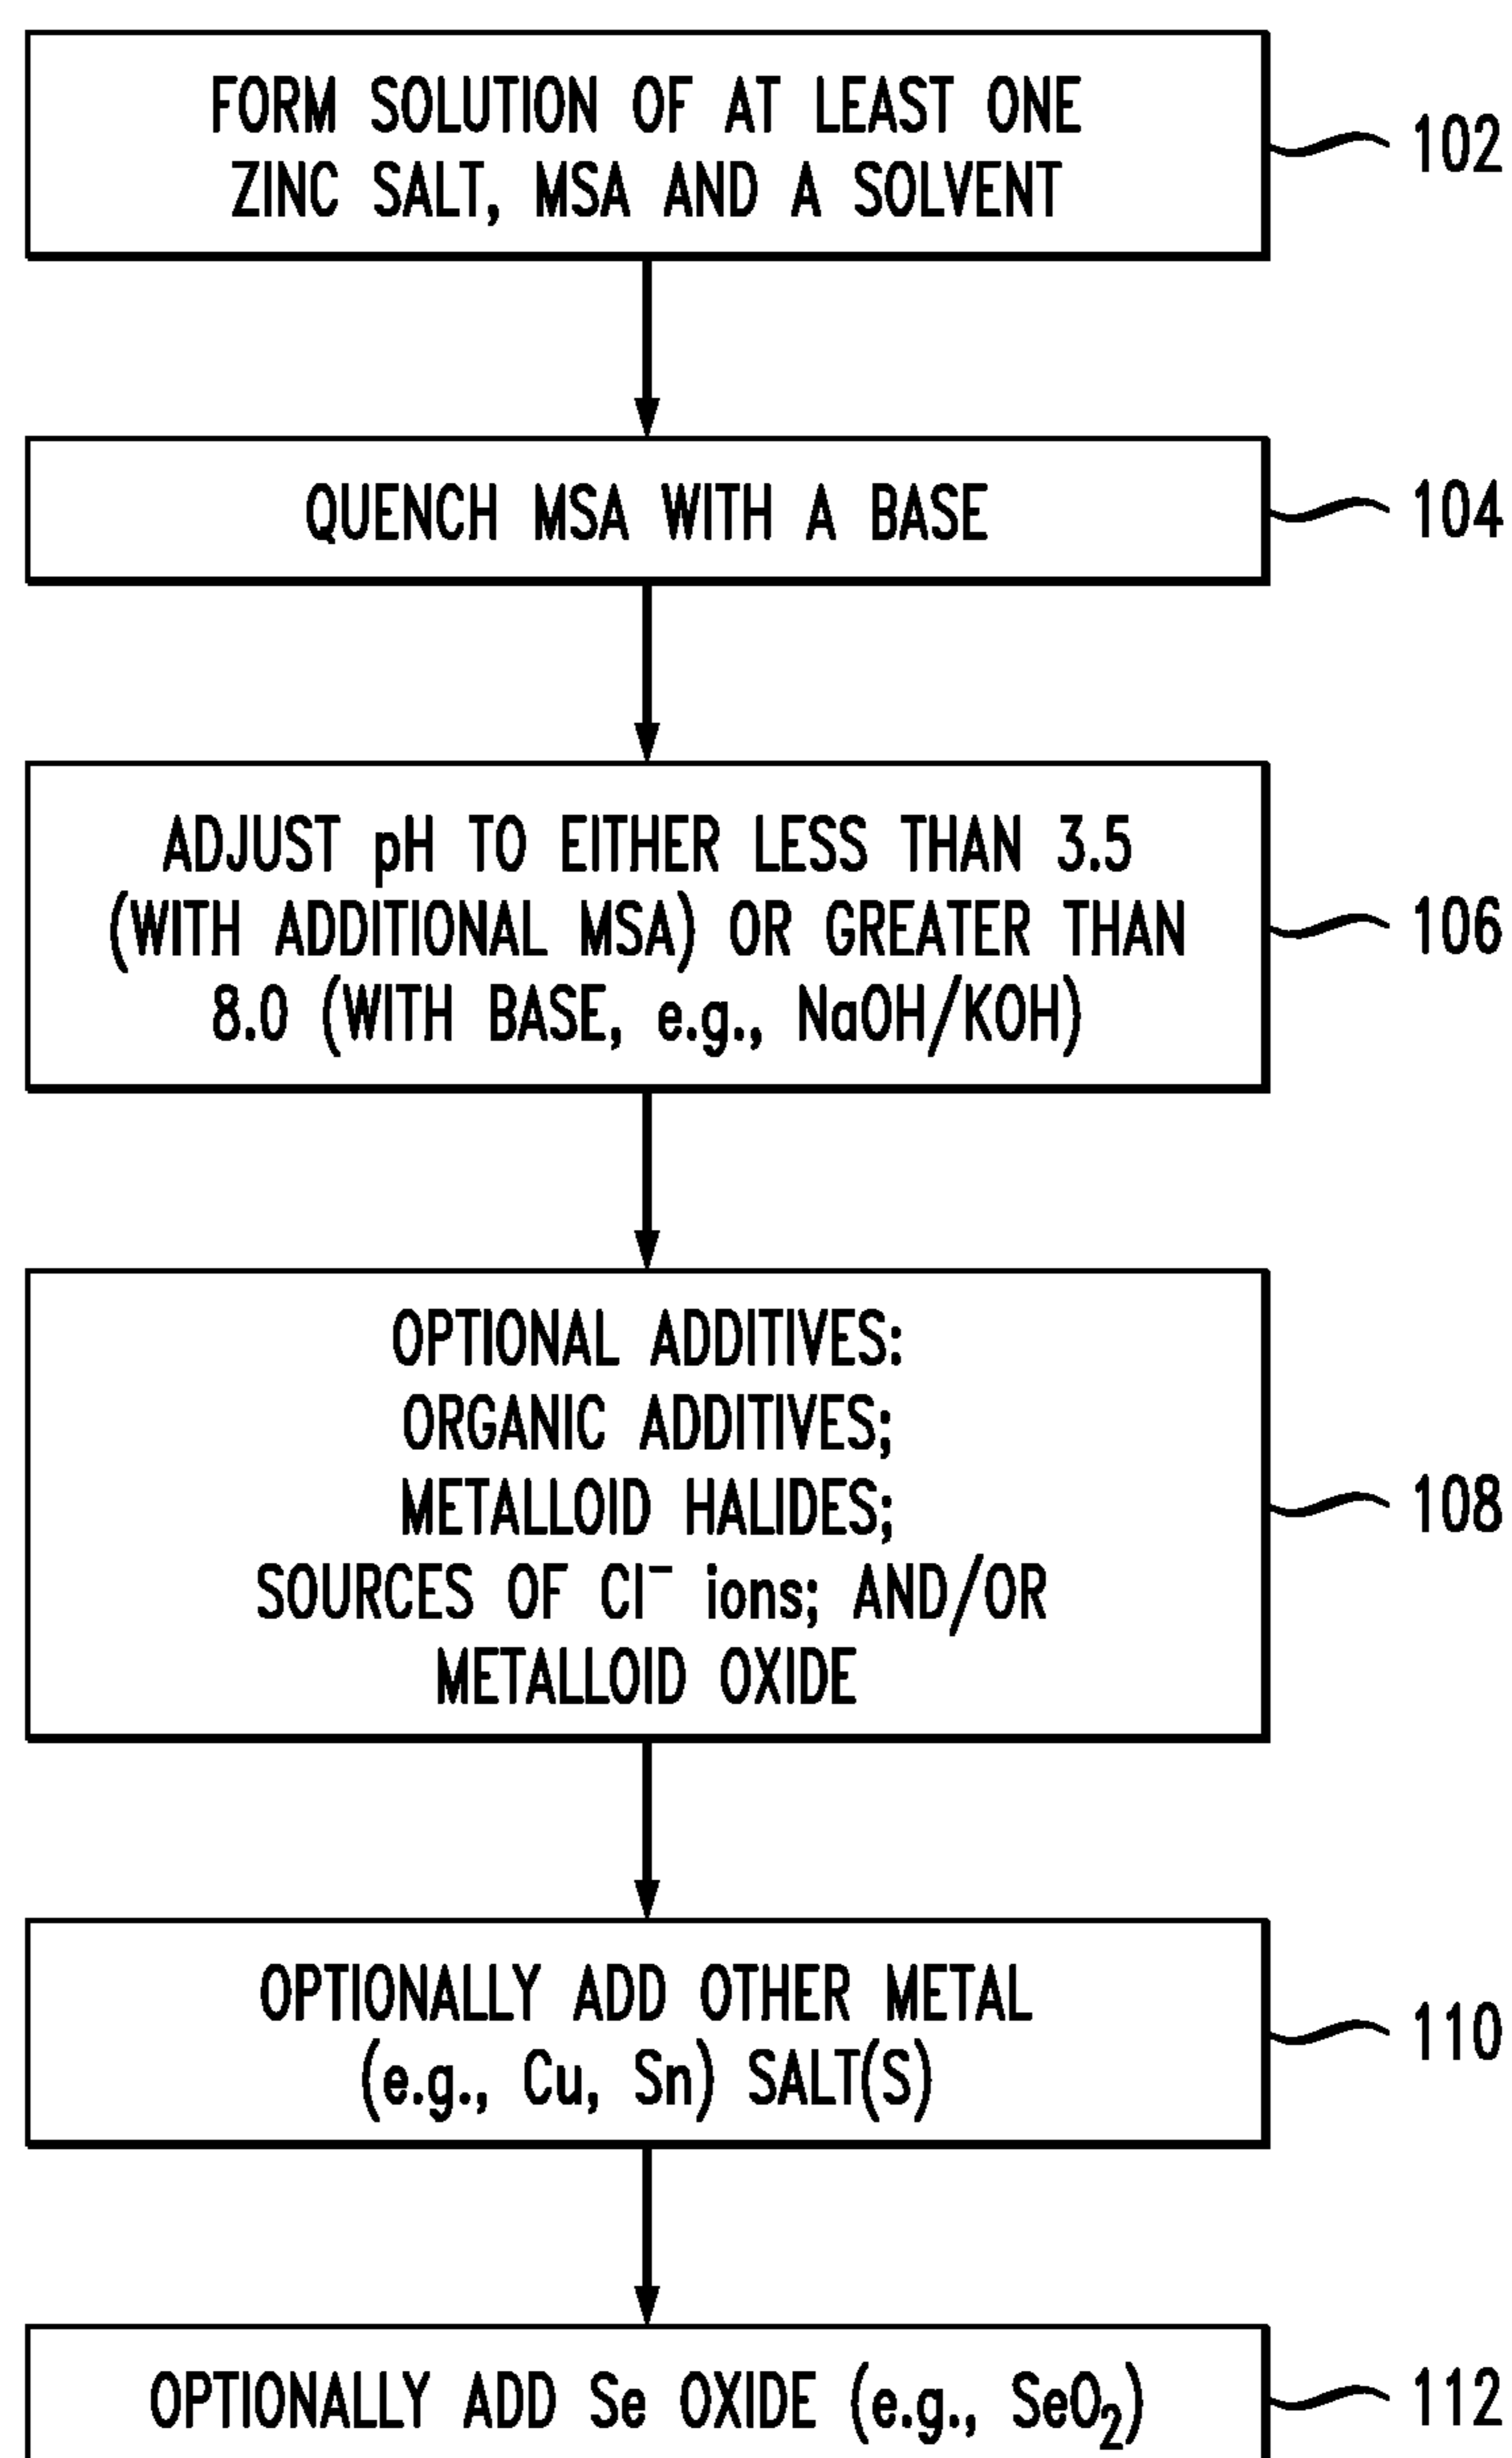 FORM SOLUTION OF AT LEAST ONE
ZINC SALT, MSA AND A SOLVENT
102
QUENCH MSA WITH A BASE
104
ADJUST pH TO EITHER LESS THAN 3.5
(WITH ADDITIONAL MSA) OR GREATER THAN
8.0 (WITH BASE, e.g., NaOH/KOH)
106
OPTIONAL ADDITIVES:
ORGANIC ADDITIVES;
METALLOID HALIDES;
SOURCES OF Cl⁻ ions; AND/OR
METALLOID OXIDE
108
OPTIONALLY ADD OTHER METAL
(e.g., Cu, Sn) SALT(S)
110
OPTIONALLY ADD Se OXIDE (e.g., SeO₂)
112